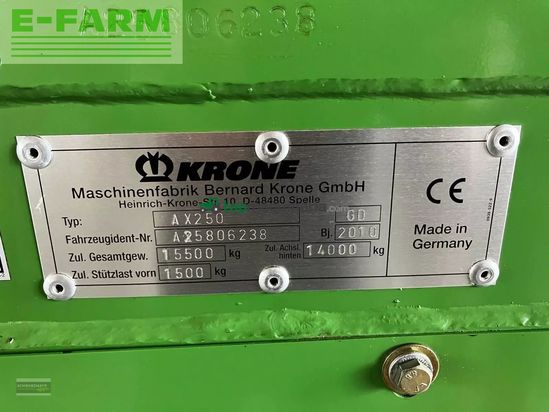 E-FARM
806238
KRONE
Maschinenfabrik Bernard Krone GmbH
Heinrich-Krone-Str. 10, D-48480 Spelle
Typ: AX250 GD
Fahrzeugident-Nr. A25806238 Bj. 2010
Zul. Gesamtgew. 15500 kg Zul. Achsl. hinten 14000 kg
Zul. Stützlast vorn 1500 kg
CE
Made in
Germany